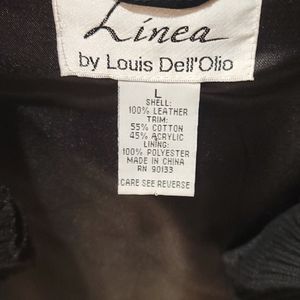 Linea
by Louis Dell'Olio
L
SHELL:
100% LEATHER
TRIM:
55% COTTON
45% ACRYLIC
LINING:
100% POLYESTER
MADE IN CHINA
RN 90133
CARE SEE REVERSE